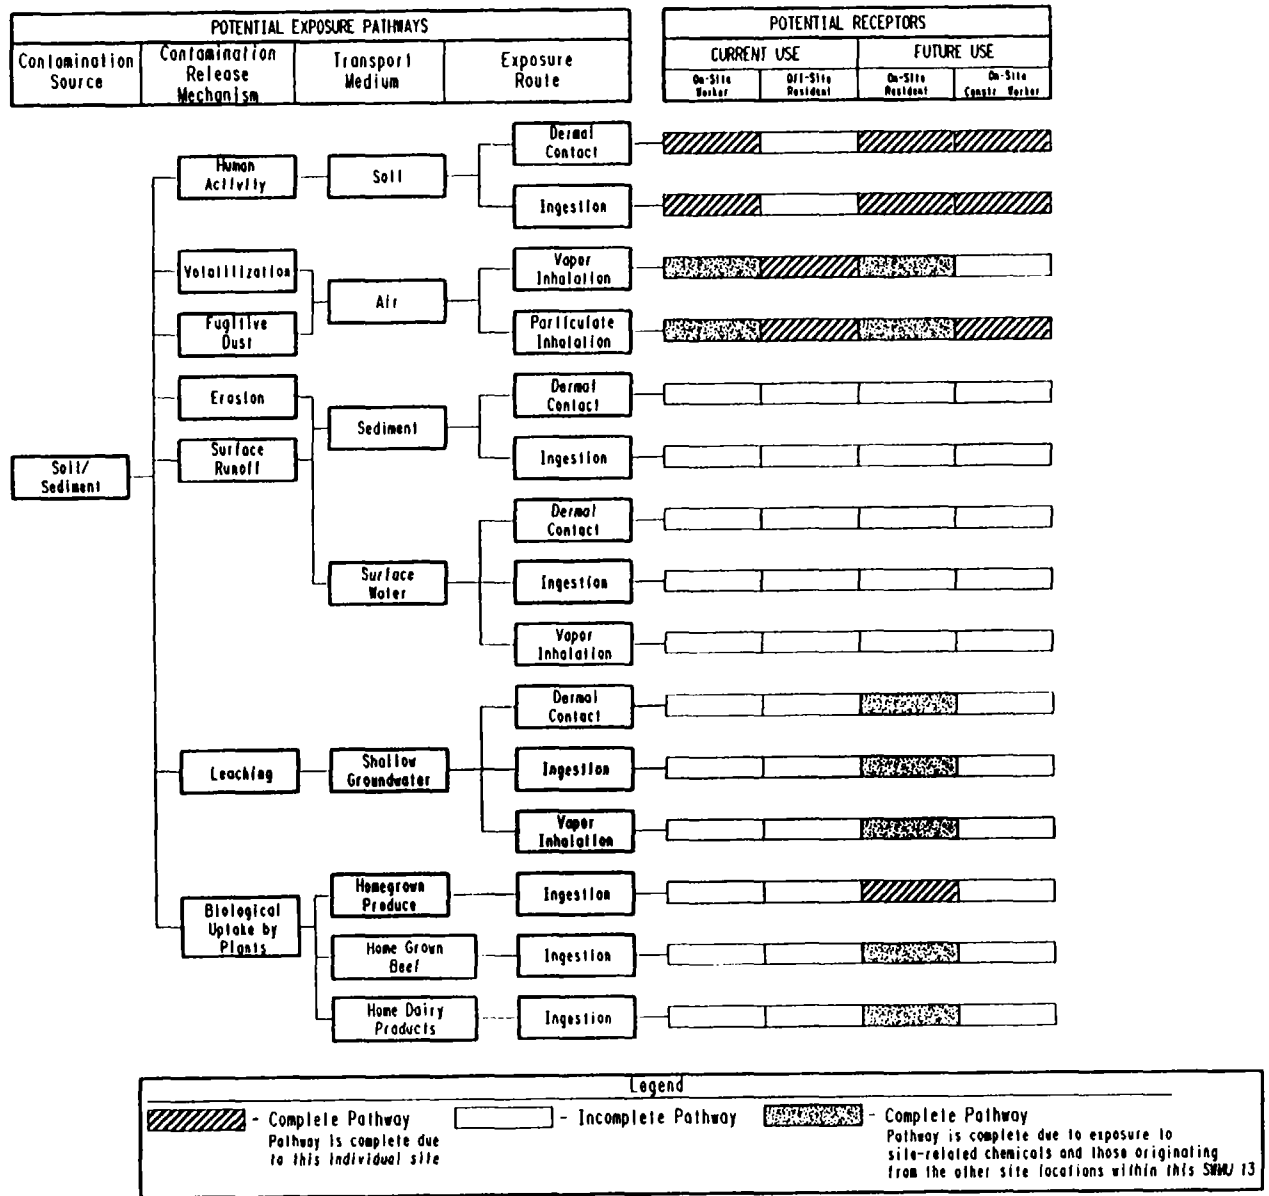 POTENTIAL EXPOSURE PATHWAYS
Contamination
Source
Contamination
Release
Mechanism
Transport
Medium
Exposure
Route
POTENTIAL RECEPTORS
CURRENT USE
FUTURE USE
On-Site
Worker
Off-Site
Resident
On-Site
Resident
On-Site
Constr. Worker
Soil/
Sediment
Human
Activity
Soil
Dermal
Contact
Ingestion
Volatilization
Fugitive
Dust
Air
Vapor
Inhalation
Particulate
Inhalation
Erosion
Surface
Runoff
Sediment
Dermal
Contact
Ingestion
Surface
Water
Dermal
Contact
Ingestion
Vapor
Inhalation
Leaching
Shallow
Groundwater
Dermal
Contact
Ingestion
Vapor
Inhalation
Biological
Uptake by
Plants
Homegrown
Produce
Ingestion
Home Grown
Beef
Ingestion
Home Dairy
Products
Ingestion
Legend
- Complete Pathway
Pathway is complete due
to this individual site
- Incomplete Pathway
- Complete Pathway
Pathway is complete due to exposure to
site-related chemicals and those originating
from the other site locations within this SWMU 13